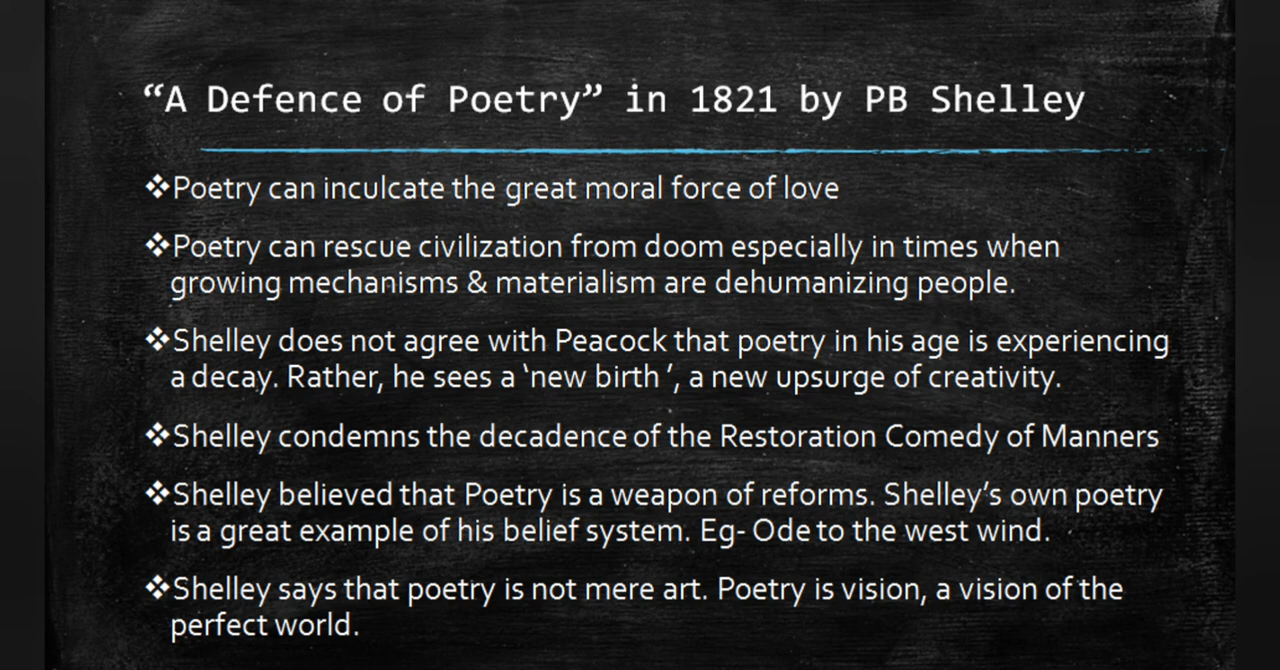 “A Defence of Poetry” in 1821 by PB Shelley
❖Poetry can inculcate the great moral force of love
❖Poetry can rescue civilization from doom especially in times when
growing mechanisms & materialism are dehumanizing people.
❖Shelley does not agree with Peacock that poetry in his age is experiencing
a decay. Rather, he sees a ‘new birth ’, a new upsurge of creativity.
❖Shelley condemns the decadence of the Restoration Comedy of Manners
❖Shelley believed that Poetry is a weapon of reforms. Shelley’s own poetry
is a great example of his belief system. Eg- Ode to the west wind.
❖Shelley says that poetry is not mere art. Poetry is vision, a vision of the
perfect world.